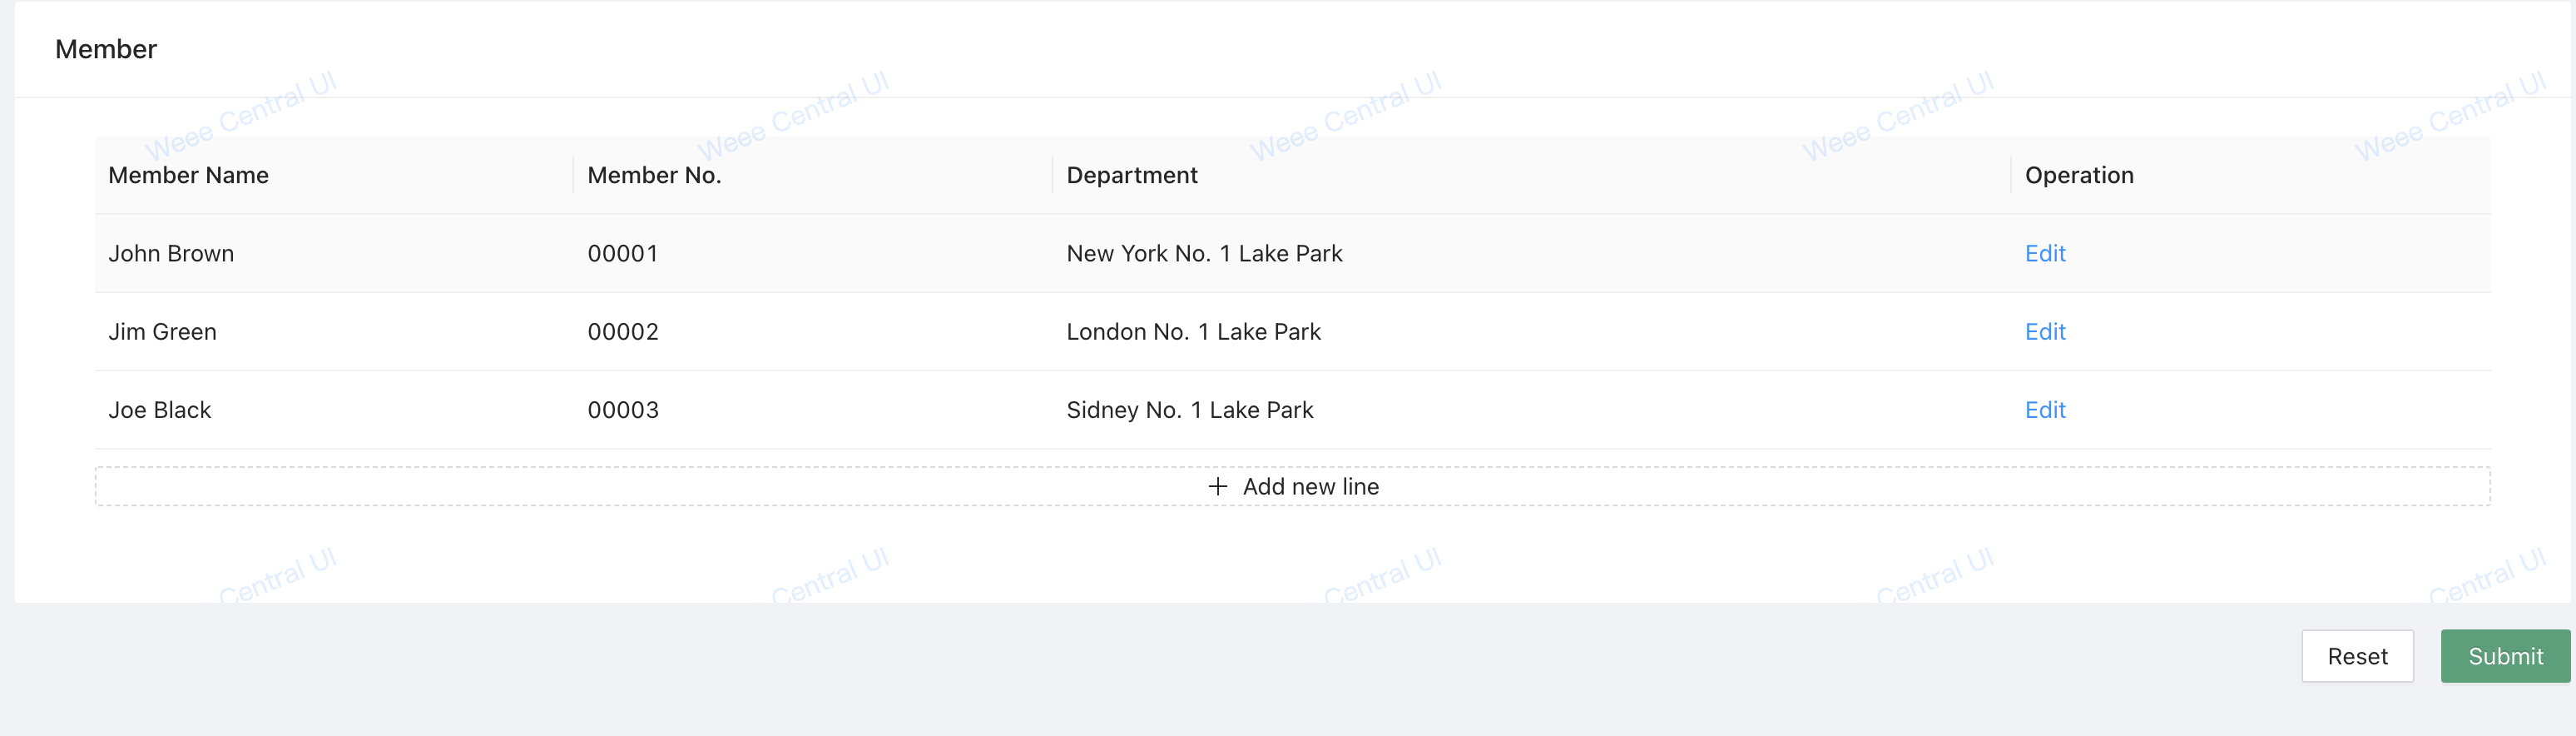 Member
Weee Central UI Weee Central UI Weee Central UI Weee Central UI Weee Central UI
Member Name Member No. Department Operation
John Brown 00001 New York No. 1 Lake Park Edit
Jim Green 00002 London No. 1 Lake Park Edit
Joe Black 00003 Sidney No. 1 Lake Park Edit
+ Add new line
Central UI Central UI Central UI Central UI Central UI
Reset Submit